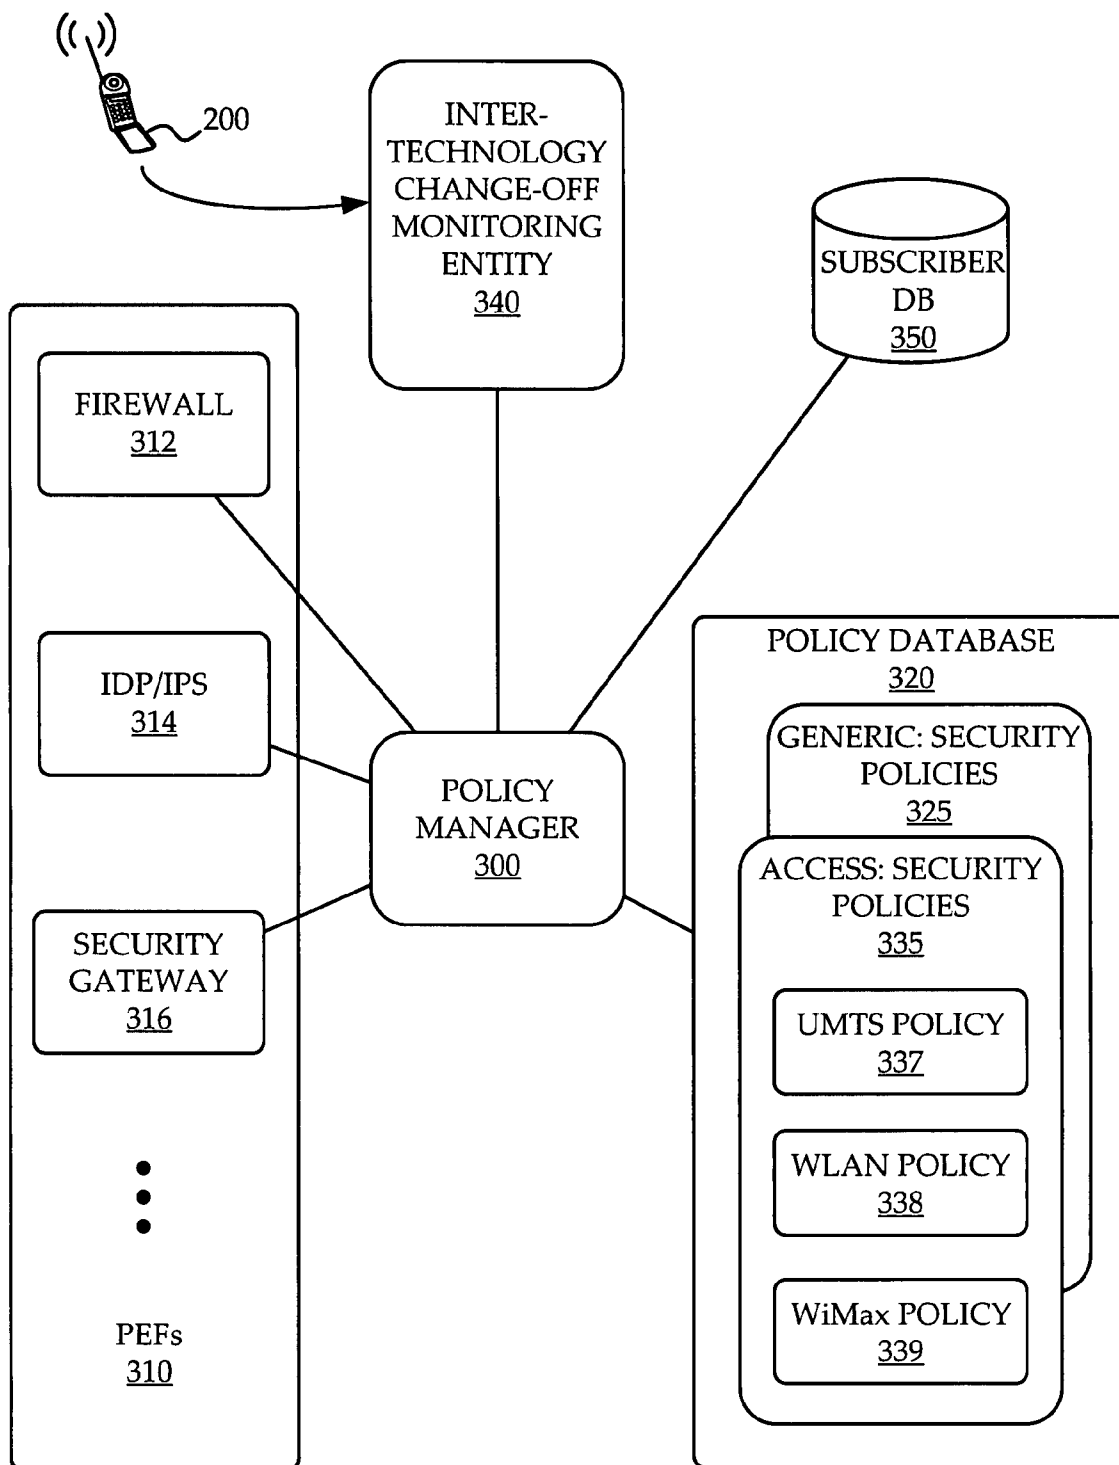 200
INTER-
TECHNOLOGY
CHANGE-OFF
MONITORING
ENTITY
340
SUBSCRIBER
DB
350
FIREWALL
312
IDP/IPS
314
SECURITY
GATEWAY
316
PEFs
310
POLICY
MANAGER
300
POLICY DATABASE
320
GENERIC: SECURITY
POLICIES
325
ACCESS: SECURITY
POLICIES
335
UMTS POLICY
337
WLAN POLICY
338
WiMax POLICY
339